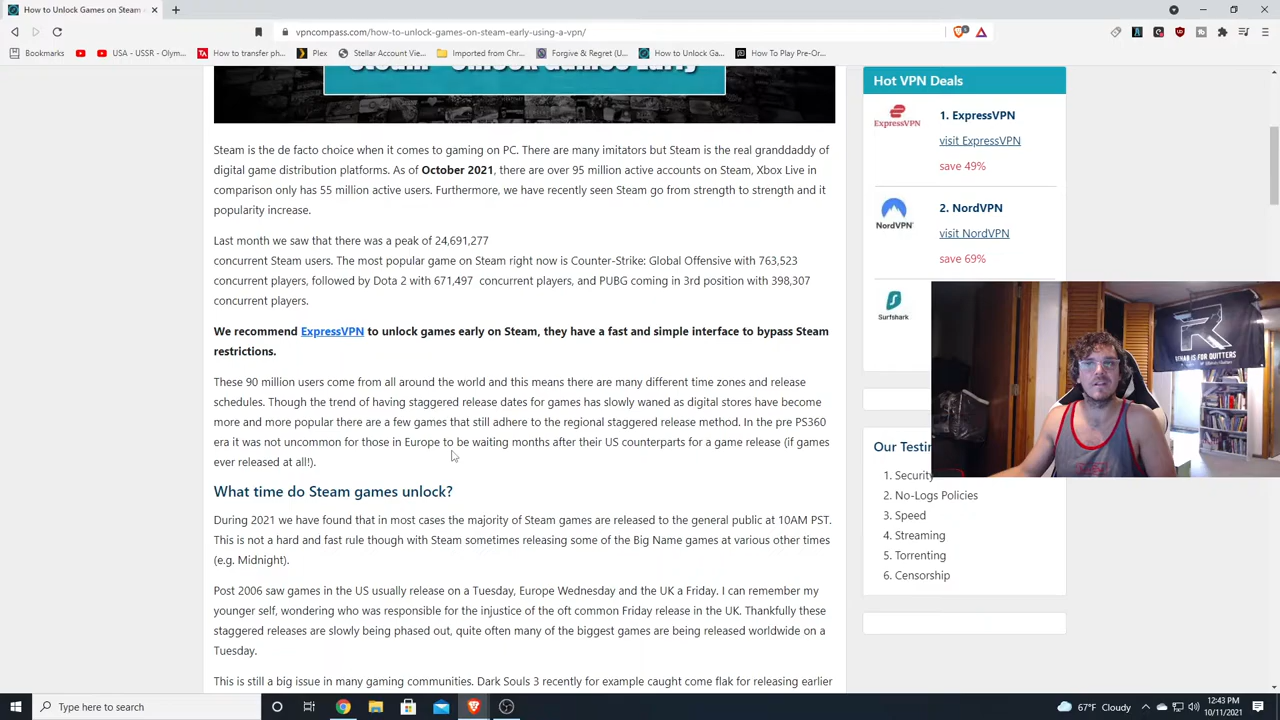 How to Unlock Games on Steam
vpncompass.com/how-to-unlock-games-on-steam-early-using-a-vpn/
Bookmarks
USA - USSR - Olym...
How to transfer ph...
Plex
Stellar Account Vie...
Imported from Chr...
Forgive & Regret (U...
How to Unlock Ga...
How To Play Pre-Or...
Steam - Unlock Games Early
Steam is the de facto choice when it comes to gaming on PC. There are many imitators but Steam is the real granddaddy of
digital game distribution platforms. As of October 2021, there are over 95 million active accounts on Steam, Xbox Live in
comparison only has 55 million active users. Furthermore, we have recently seen Steam go from strength to strength and it
popularity increase.
Last month we saw that there was a peak of 24,691,277
concurrent Steam users. The most popular game on Steam right now is Counter-Strike: Global Offensive with 763,523
concurrent players, followed by Dota 2 with 671,497 concurrent players, and PUBG coming in 3rd position with 398,307
concurrent players.
We recommend ExpressVPN to unlock games early on Steam, they have a fast and simple interface to bypass Steam
restrictions.
These 90 million users come from all around the world and this means there are many different time zones and release
schedules. Though the trend of having staggered release dates for games has slowly waned as digital stores have become
more and more popular there are a few games that still adhere to the regional staggered release method. In the pre PS360
era it was not uncommon for those in Europe to be waiting months after their US counterparts for a game release (if games
ever released at all!).
What time do Steam games unlock?
During 2021 we have found that in most cases the majority of Steam games are released to the general public at 10AM PST.
This is not a hard and fast rule though with Steam sometimes releasing some of the Big Name games at various other times
(e.g. Midnight).
Post 2006 saw games in the US usually release on a Tuesday, Europe Wednesday and the UK a Friday. I can remember my
younger self, wondering who was responsible for the injustice of the oft common Friday release in the UK. Thankfully these
staggered releases are slowly being phased out, quite often many of the biggest games are being released worldwide on a
Tuesday.
This is still a big issue in many gaming communities. Dark Souls 3 recently for example caught come flak for releasing earlier
Hot VPN Deals
ExpressVPN
1. ExpressVPN
visit ExpressVPN
save 49%
NordVPN
2. NordVPN
visit NordVPN
save 69%
Surfshark
REHAB IS FOR QUITTERS
Our Testin
1. Security
2. No-Logs Policies
3. Speed
4. Streaming
5. Torrenting
6. Censorship
Type here to search
67°F Cloudy
12:43 PM
10/11/2021